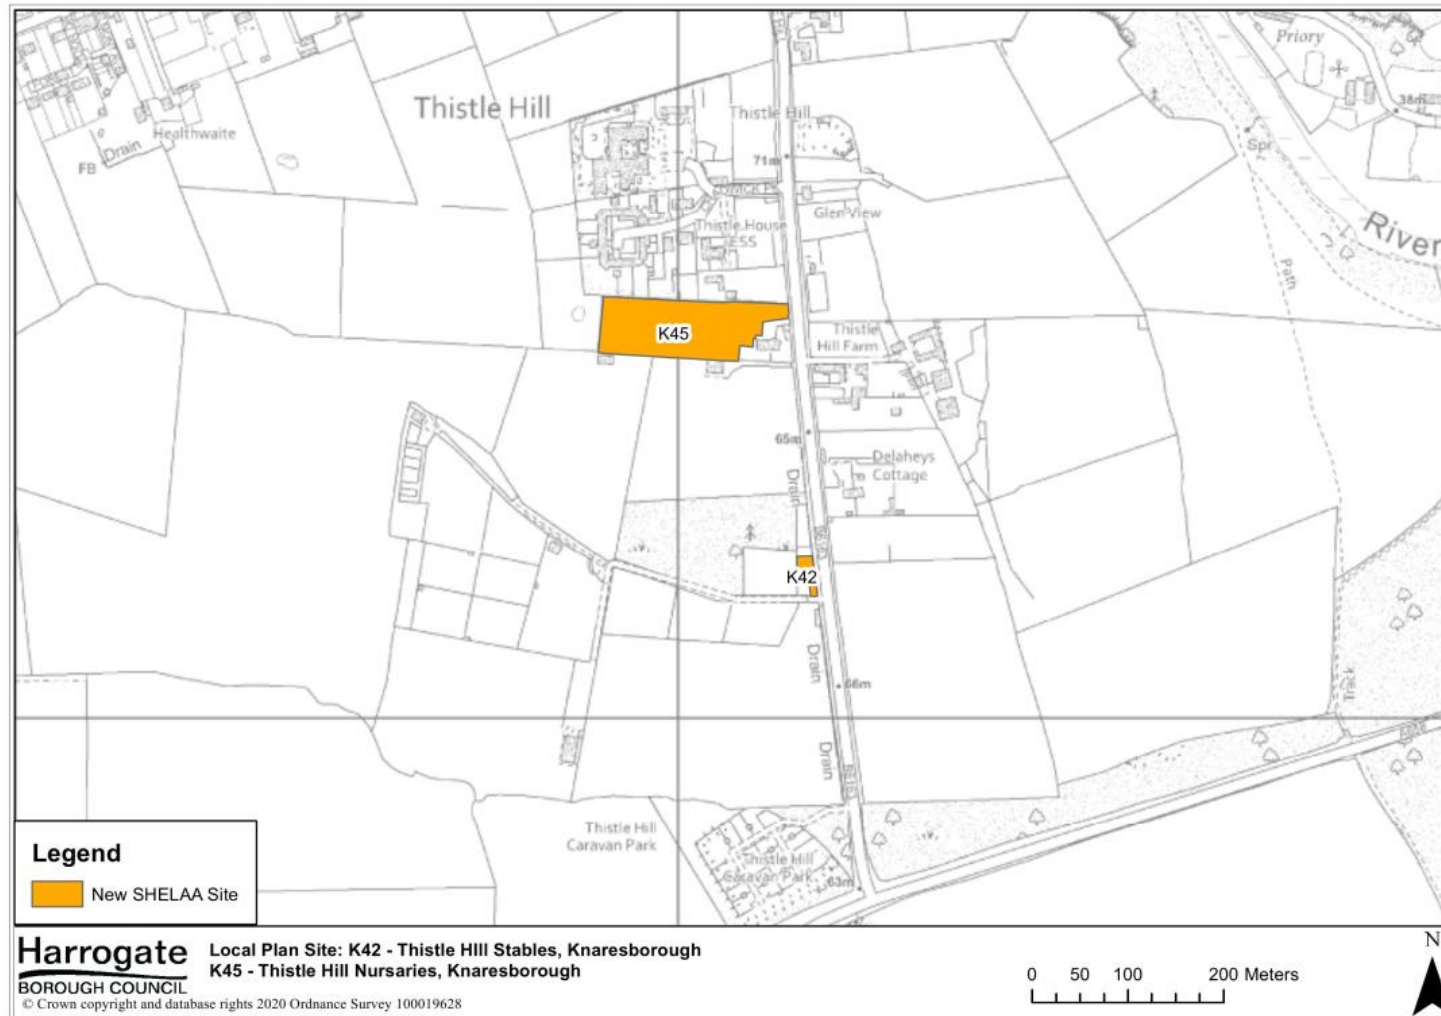 Priory
38m
Thistle Hill
Thistle Hill
Healthwaite
Drain
FB
71m
Spr
Glen View
River
Thistle House
ESS
Path
K45
Thistle
Hill Farm
65m
Delaheys
Cottage
Drain
K42
Drain
66m
Track
Drain
Thistle Hill
Caravan Park
Thistle Hill
Caravan Park
63m
Legend
New SHELAA Site
Harrogate
BOROUGH COUNCIL
Local Plan Site: K42 - Thistle HIll Stables, Knaresborough
K45 - Thistle Hill Nursaries, Knaresborough
© Crown copyright and database rights 2020 Ordnance Survey 100019628
0 50 100 200 Meters
N